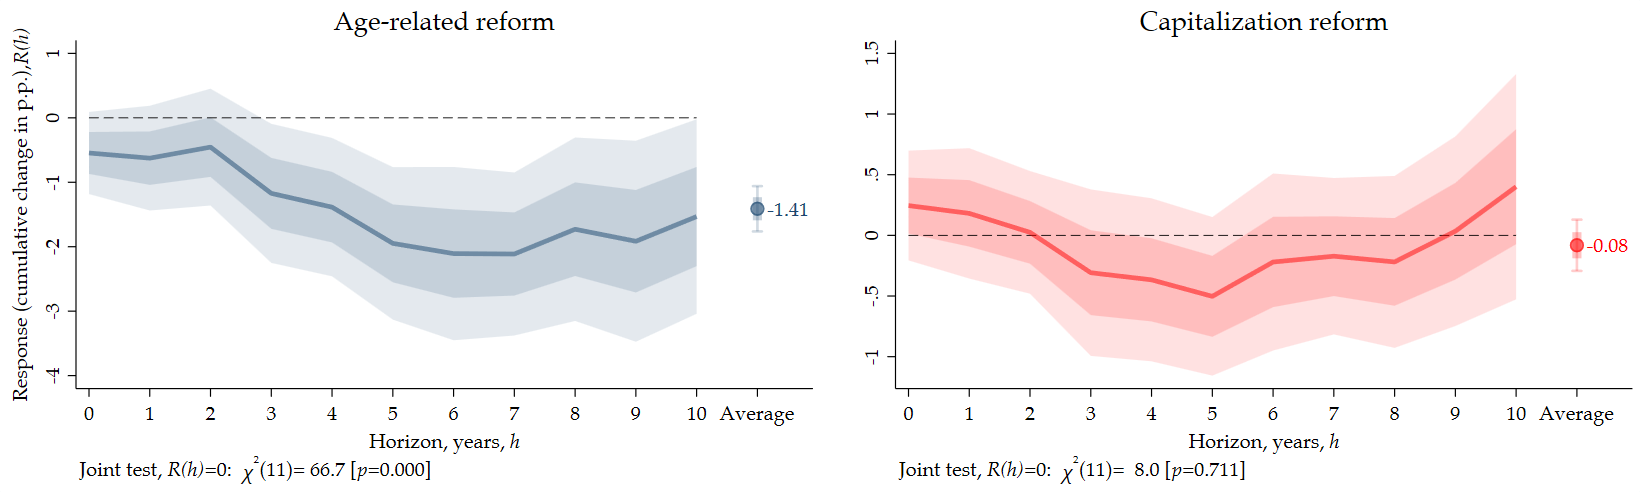 Age-related reform
Response (cumulative change in p.p.),R(h)
1
0
-1
-2
-3
-4
-1.41
0 1 2 3 4 5 6 7 8 9 10 Average
Horizon, years, h
Joint test, R(h)=0: χ²(11)= 66.7 [p=0.000]
Capitalization reform
1.5
1
.5
0
-.5
-1
-0.08
0 1 2 3 4 5 6 7 8 9 10 Average
Horizon, years, h
Joint test, R(h)=0: χ²(11)= 8.0 [p=0.711]